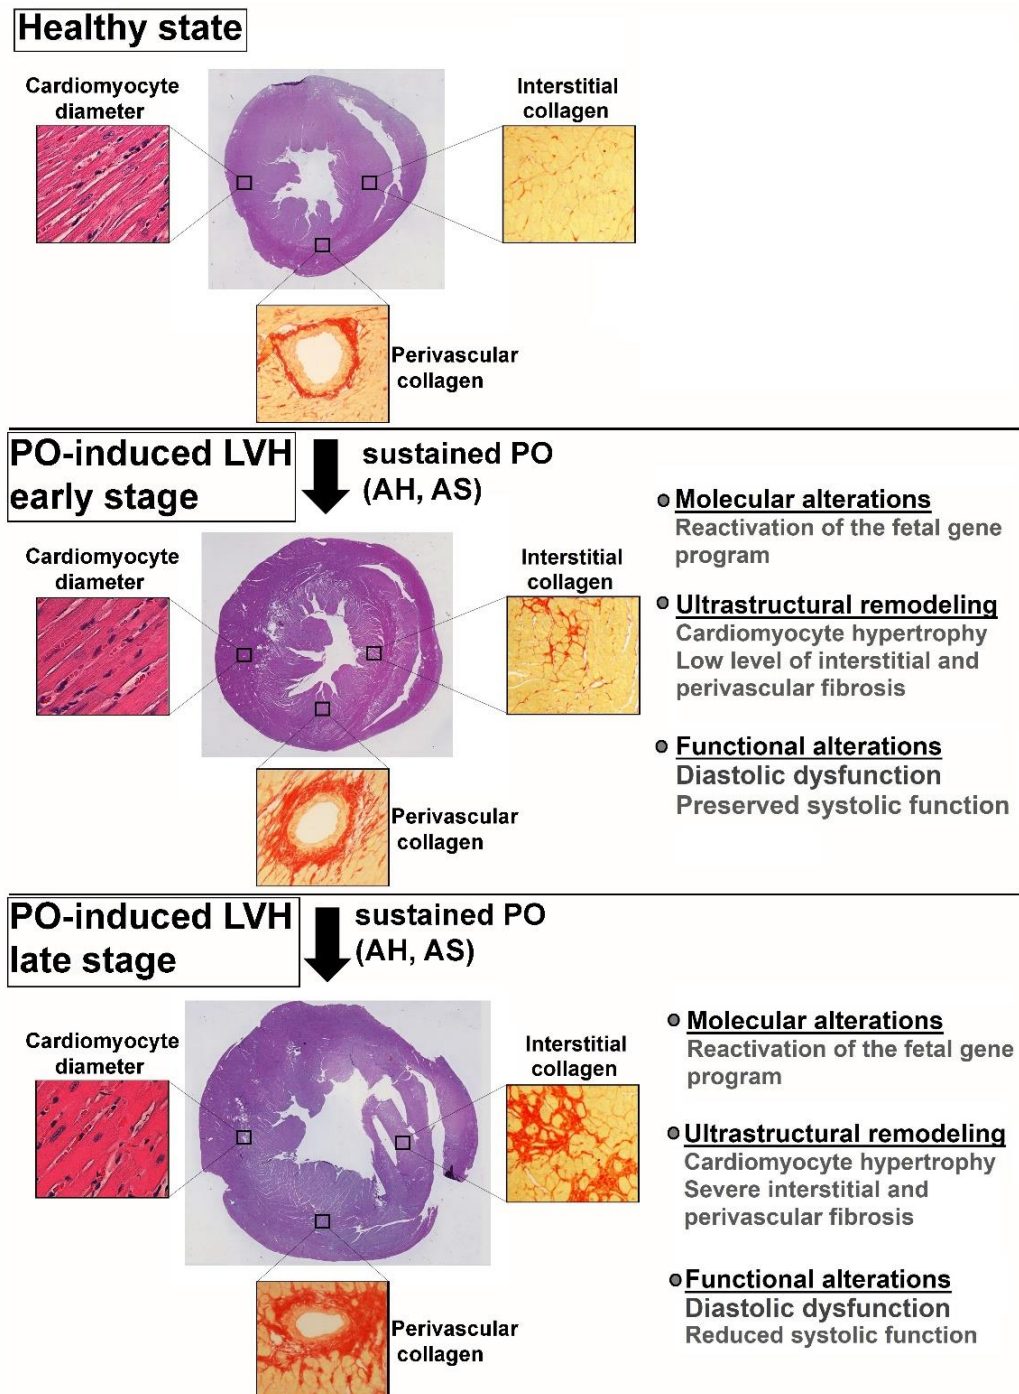 Healthy state
Cardiomyocyte
diameter
Interstitial
collagen
Perivascular
collagen
PO-induced LVH
early stage
sustained PO
(AH, AS)
Cardiomyocyte
diameter
Interstitial
collagen
Perivascular
collagen
Molecular alterations
Reactivation of the fetal gene
program
Ultrastructural remodeling
Cardiomyocyte hypertrophy
Low level of interstitial and
perivascular fibrosis
Functional alterations
Diastolic dysfunction
Preserved systolic function
PO-induced LVH
late stage
sustained PO
(AH, AS)
Cardiomyocyte
diameter
Interstitial
collagen
Perivascular
collagen
Molecular alterations
Reactivation of the fetal gene
program
Ultrastructural remodeling
Cardiomyocyte hypertrophy
Severe interstitial and
perivascular fibrosis
Functional alterations
Diastolic dysfunction
Reduced systolic function